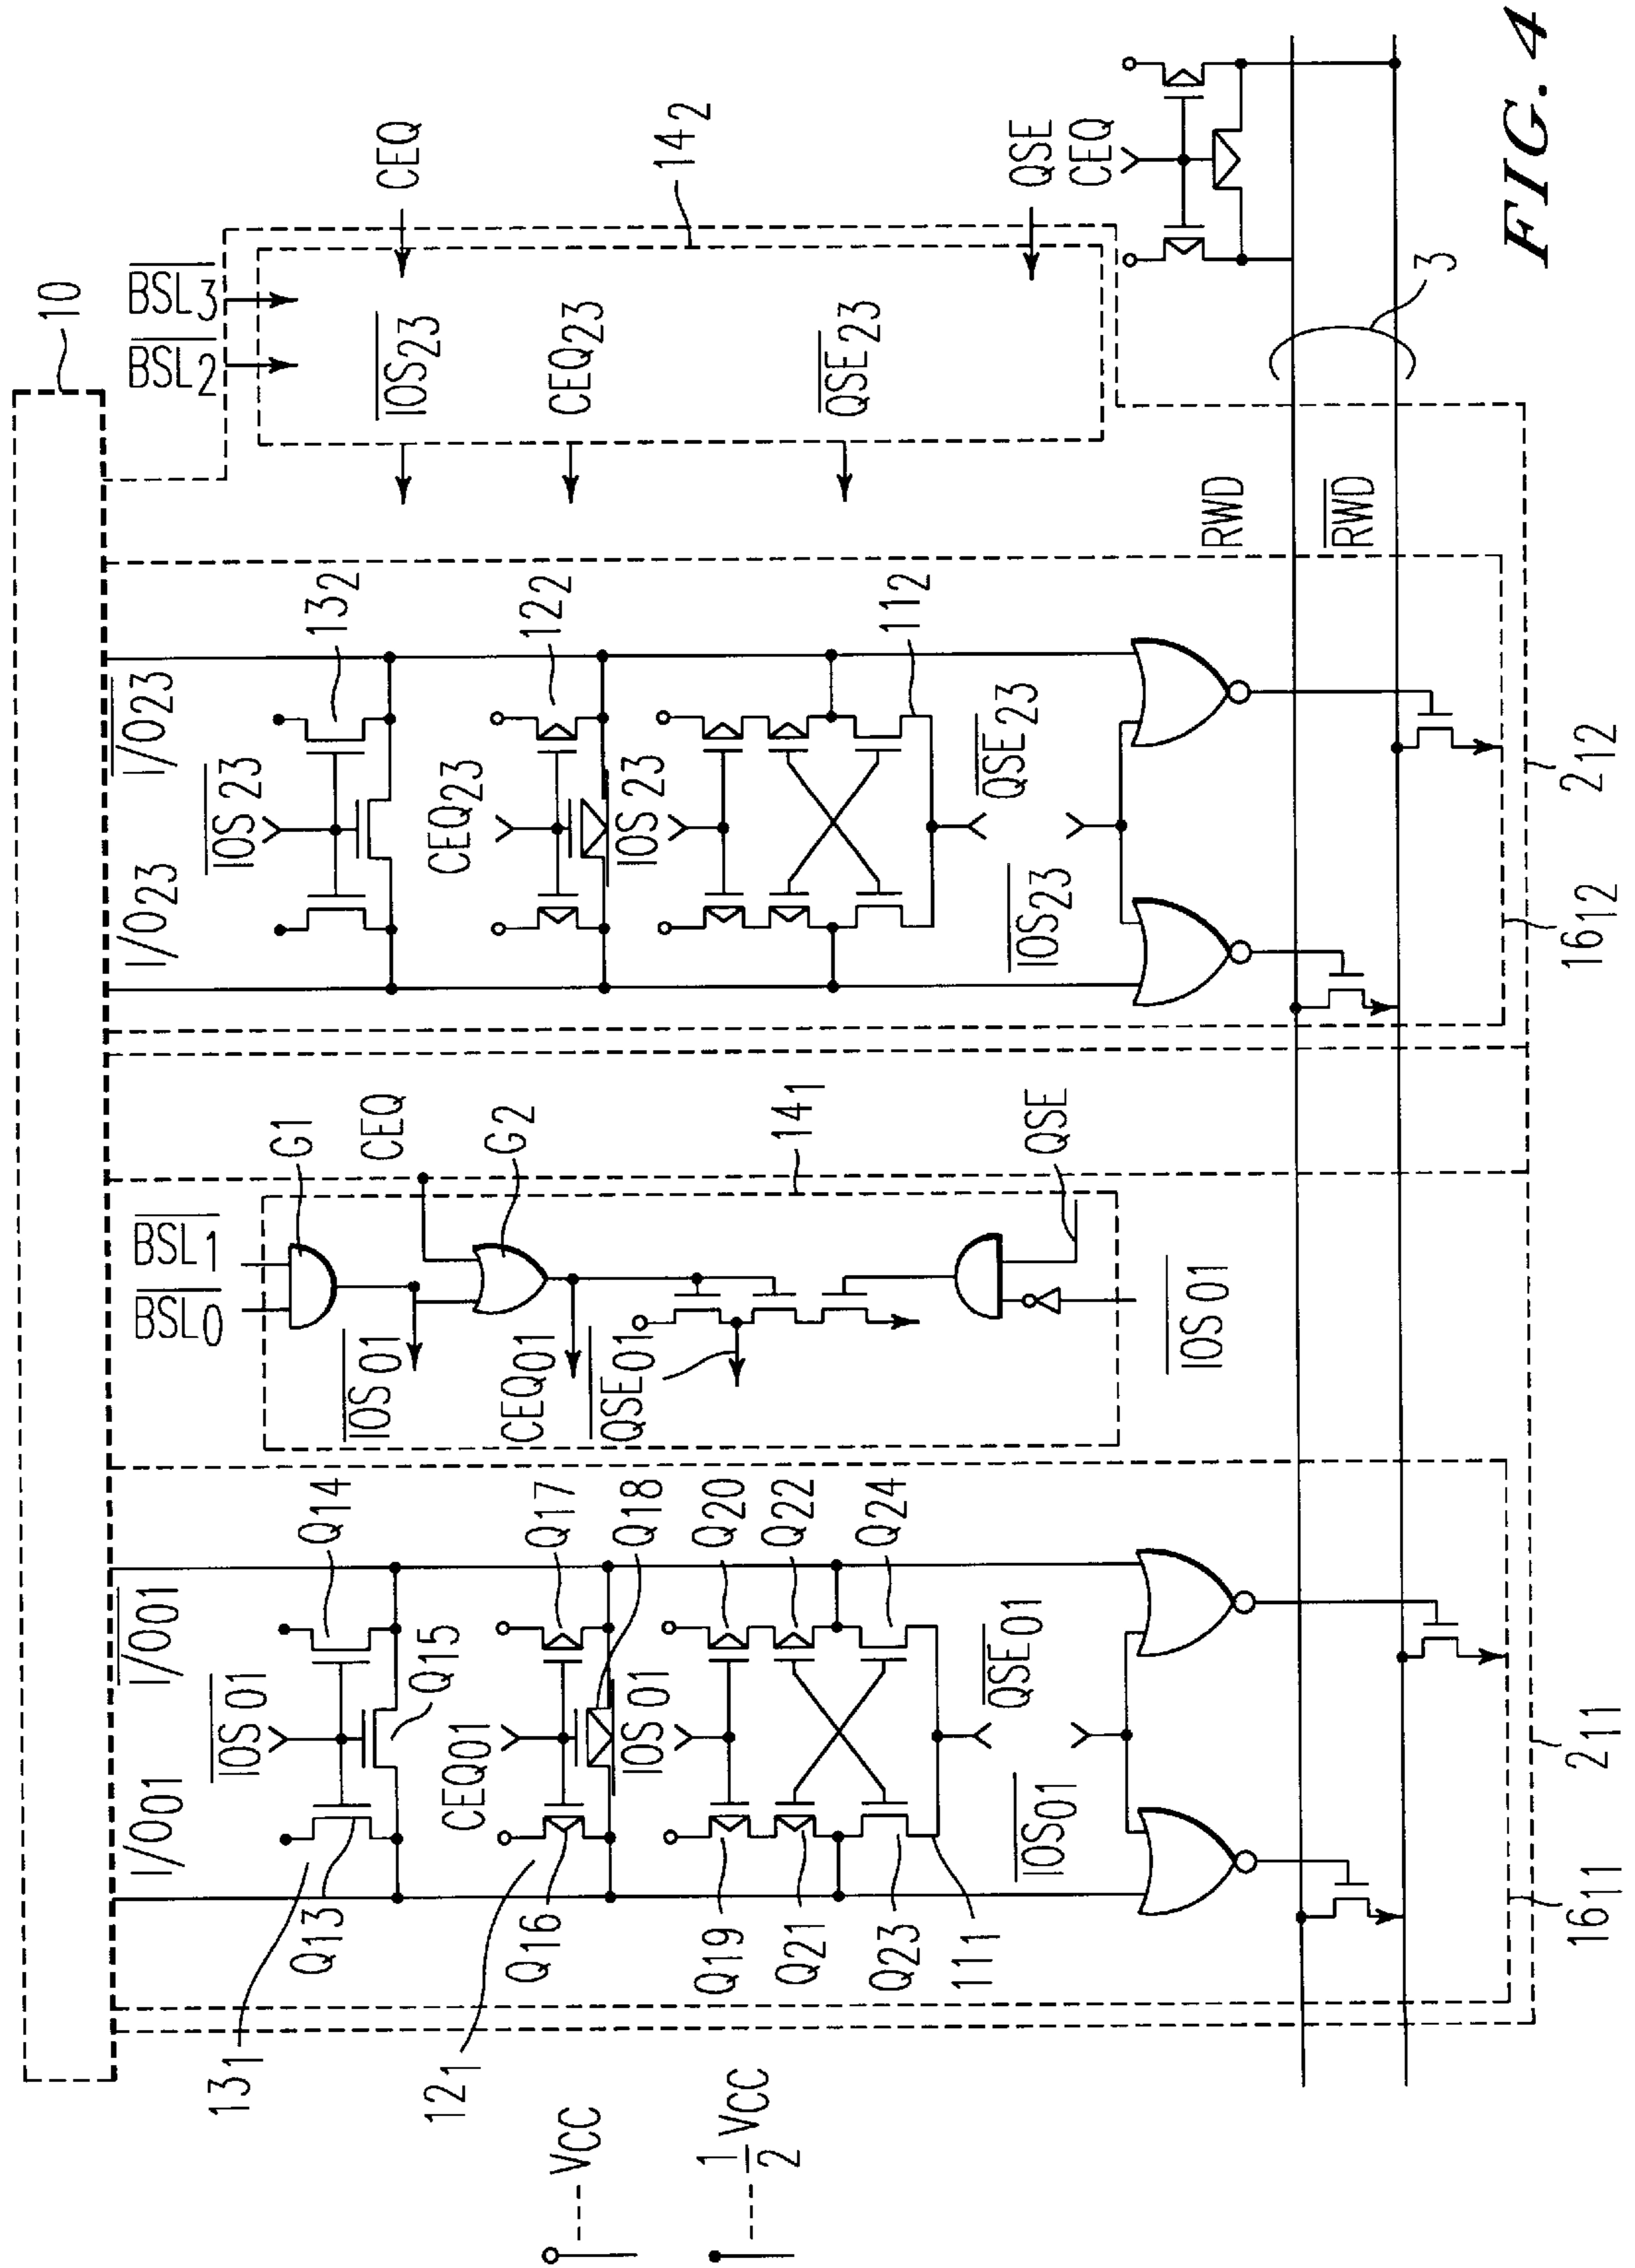 10
BSL3
BSL2
CEQ
142
IOS23
CEQ23
QSE23
QSE
CEQ
3
RWD
RWD
I/O23
I/O23
IOS 23
132
CEQ23
122
IOS 23
112
QSE23
IOS23
1612
212
BSL1
BSL0
G1
CEQ
G2
IOS 01
CEQ01
QSE01
141
QSE
IOS 01
I/O01
I/O01
IOS 01
Q14
Q15
Q13
131
CEQ01
Q17
Q18
Q16
121
IOS 01
Q20
Q22
Q24
Q19
Q21
Q23
111
QSE01
IOS01
1611
211
VCC
1/2 VCC
FIG. 4